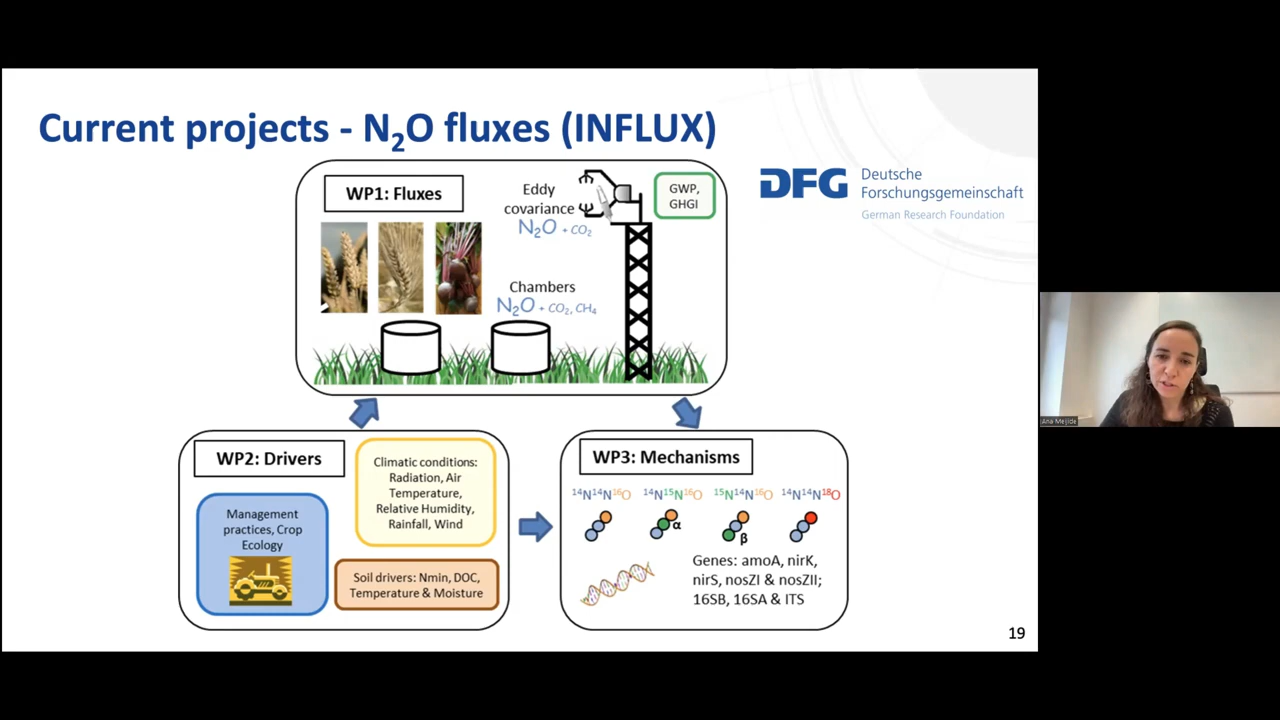 Current projects - N₂O fluxes (INFLUX)
DFG Deutsche
Forschungsgemeinschaft
German Research Foundation
WP1: Fluxes
Eddy
covariance
N₂O + CO₂
GWP,
GHGI
Chambers
N₂O + CO₂, CH₄
WP2: Drivers
Management
practices, Crop
Ecology
Climatic conditions:
Radiation, Air
Temperature,
Relative Humidity,
Rainfall, Wind
Soil drivers: Nmin, DOC,
Temperature & Moisture
WP3: Mechanisms
¹⁴N¹⁴N¹⁶O ¹⁴N¹⁵N¹⁶O ¹⁵N¹⁴N¹⁶O ¹⁴N¹⁴N¹⁸O
α
β
Genes: amoA, nirK,
nirS, nosZI & nosZII;
16SB, 16SA & ITS
19
Ana Meijide